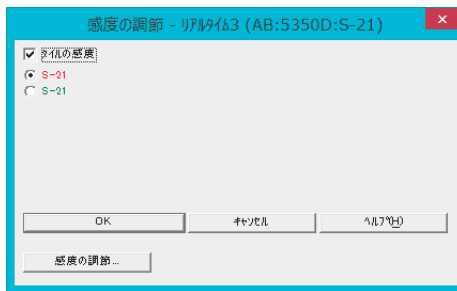 感度の調節 - ﾘｱﾙﾀｲﾑ3 (AB:5350D:S-21)
ﾀｲﾙの感度
S-21
S-21
OK
ｷｬﾝｾﾙ
ﾍﾙﾌﾟ(H)
感度の調節...